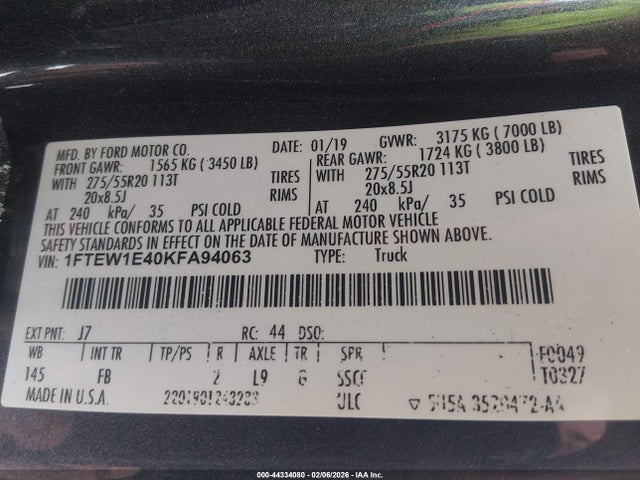 MFD. BY FORD MOTOR CO. DATE: 01/19 GVWR: 3175 KG ( 7000 LB)
FRONT GAWR: 1565 KG ( 3450 LB) REAR GAWR: 1724 KG ( 3800 LB)
WITH 275/55R20 113T TIRES WITH 275/55R20 113T TIRES
20x8.5J RIMS 20x8.5J RIMS
AT 240 kPa/ 35 PSI COLD AT 240 kPa/ 35 PSI COLD
THIS VEHICLE CONFORMS TO ALL APPLICABLE FEDERAL MOTOR VEHICLE
SAFETY STANDARDS IN EFFECT ON THE DATE OF MANUFACTURE SHOWN ABOVE.
VIN: 1FTEW1E40KFA94063 TYPE: Truck
EXT PNT: J7 RC: 44 DSO:
WB INT TR TP/PS R AXLE TR SPR F0049
145 FB 2 L9 SSCC T0327
MADE IN U.S.A. ULC
000-44334080 - 02/06/2026 - IAA Inc.